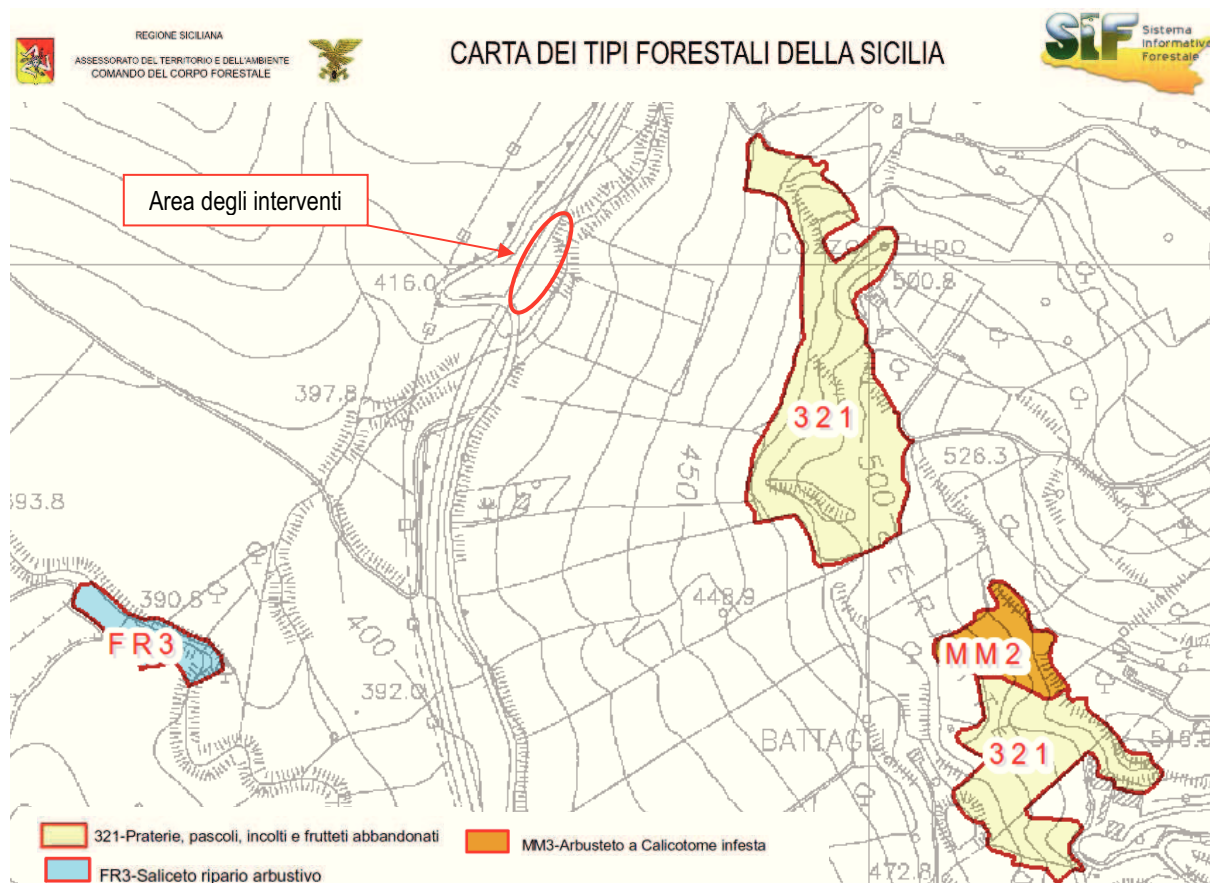 REGIONE SICILIANA
ASSESSORATO DEL TERRITORIO E DELL'AMBIENTE
COMANDO DEL CORPO FORESTALE
CARTA DEI TIPI FORESTALI DELLA SICILIA
SIF
Sistema
Informativo
Forestale
Area degli interventi
416.0
500.8
397.8
321
450
500
526.3
393.8
390.8
FR3
448.9
400
392.0
MM2
BATTAGLI
321
472.8
321-Praterie, pascoli, incolti e frutteti abbandonati
MM3-Arbusteto a Calicotome infesta
FR3-Saliceto ripario arbustivo